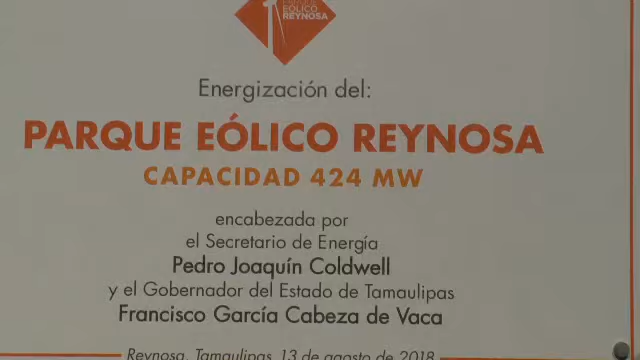 EÓLICO
REYNOSA
Energización del:
PARQUE EÓLICO REYNOSA
CAPACIDAD 424 MW
encabezada por
el Secretario de Energía
Pedro Joaquín Coldwell
y el Gobernador del Estado de Tamaulipas
Francisco García Cabeza de Vaca
Reynosa, Tamaulipas, 13 de agosto de 2018